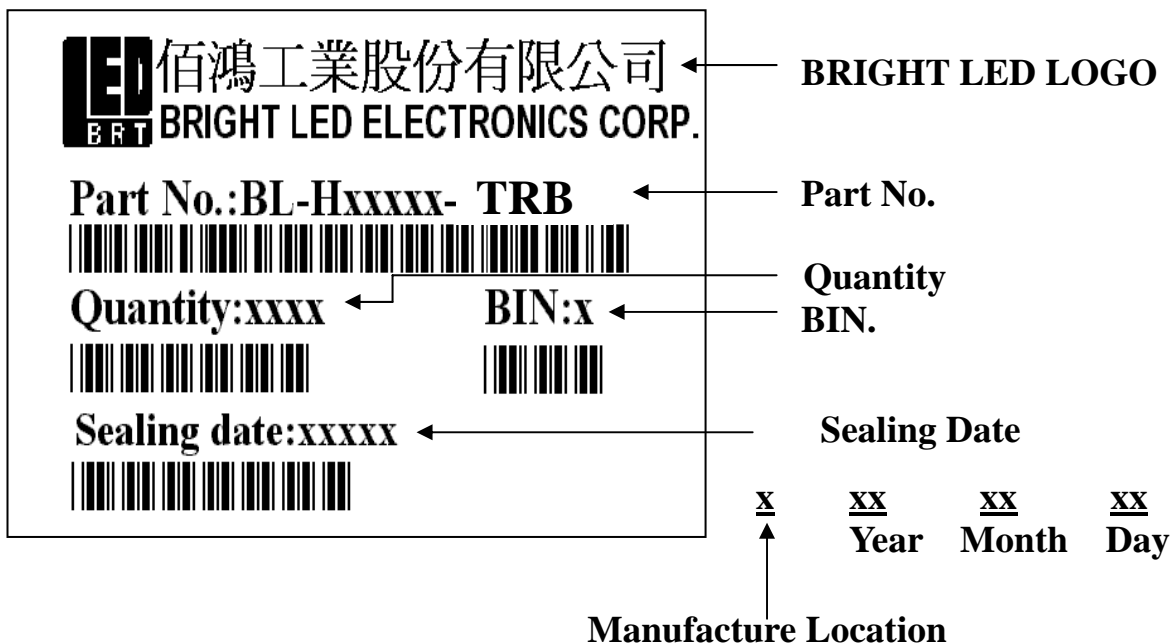 LED
BRT
佰鴻工業股份有限公司
BRIGHT LED ELECTRONICS CORP.
BRIGHT LED LOGO
Part No.:BL-Hxxxxx- TRB
Part No.
Quantity
Quantity:xxxx
BIN:x
BIN.
Sealing date:xxxxx
Sealing Date
x xx xx xx
Year Month Day
Manufacture Location